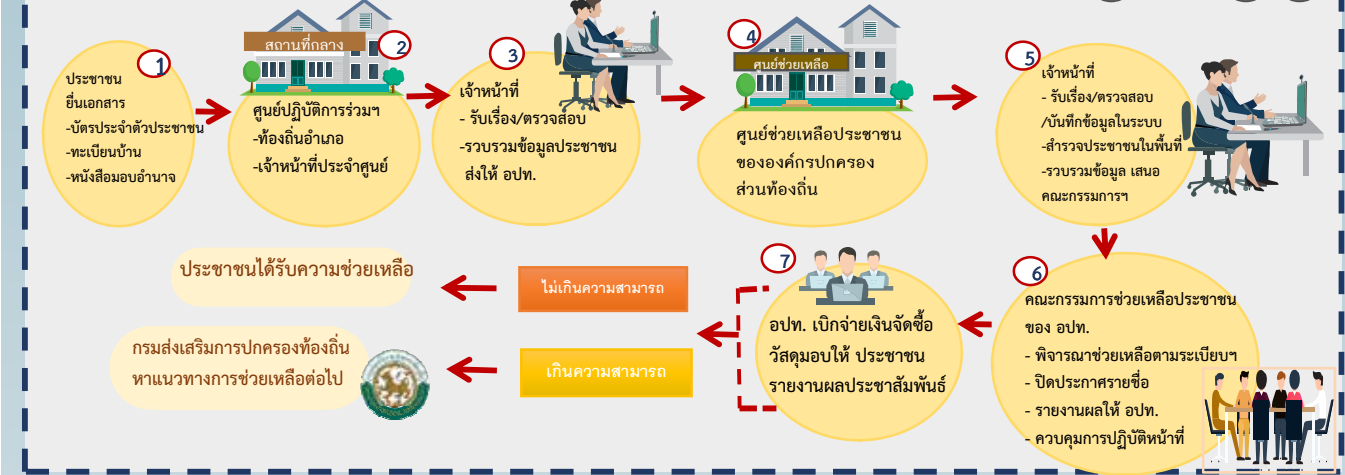 1
ประชาชน
ยื่นเอกสาร
-บัตรประจำตัวประชาชน
-ทะเบียนบ้าน
-หนังสือมอบอำนาจ
สถานที่กลาง
2
ศูนย์ปฏิบัติการร่วมฯ
-ท้องถิ่นอำเภอ
-เจ้าหน้าที่ประจำศูนย์
3
เจ้าหน้าที่
- รับเรื่อง/ตรวจสอบ
-รวบรวมข้อมูลประชาชน
ส่งให้ อปท.
4
ศูนย์ช่วยเหลือ
ศูนย์ช่วยเหลือประชาชน
ขององค์กรปกครอง
ส่วนท้องถิ่น
5
เจ้าหน้าที่
- รับเรื่อง/ตรวจสอบ
/บันทึกข้อมูลในระบบ
-สำรวจประชาชนในพื้นที่
-รวบรวมข้อมูล เสนอ
คณะกรรมการฯ
6
คณะกรรมการช่วยเหลือประชาชน
ของ อปท.
- พิจารณาช่วยเหลือตามระเบียบฯ
- ปิดประกาศรายชื่อ
- รายงานผลให้ อปท.
- ควบคุมการปฏิบัติหน้าที่
7
อปท. เบิกจ่ายเงินจัดซื้อ
วัสดุมอบให้ ประชาชน
รายงานผลประชาสัมพันธ์
ไม่เกินความสามารถ
ประชาชนได้รับความช่วยเหลือ
เกินความสามารถ
กรมส่งเสริมการปกครองท้องถิ่น
หาแนวทางการช่วยเหลือต่อไป